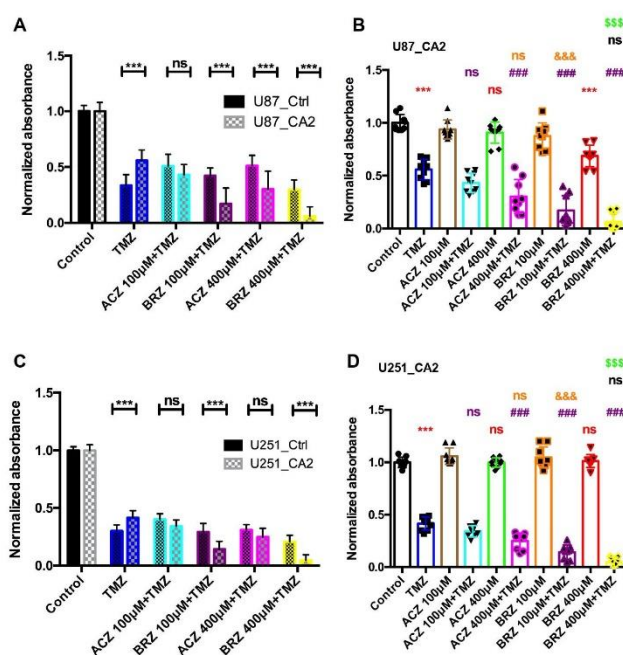 A
Normalized absorbance
1.5
1.0
0.5
0.0
***
ns
***
***
***
U87_Ctrl
U87_CA2
Control
TMZ
ACZ 100µM+TMZ
BRZ 100µM+TMZ
ACZ 400µM+TMZ
BRZ 400µM+TMZ
B
U87_CA2
$$$
ns
&&&
ns
ns
###
###
###
***
ns
***
Normalized absorbance
1.5
1.0
0.5
0.0
Control
TMZ
ACZ 100µM
ACZ 100µM+TMZ
ACZ 400µM
ACZ 400µM+TMZ
BRZ 100µM
BRZ 100µM+TMZ
BRZ 400µM
BRZ 400µM+TMZ
C
Normalized absorbance
1.5
1.0
0.5
0.0
***
ns
***
ns
***
U251_Ctrl
U251_CA2
Control
TMZ
ACZ 100µM+TMZ
BRZ 100µM+TMZ
ACZ 400µM+TMZ
BRZ 400µM+TMZ
D
U251_CA2
$$$
ns
&&&
ns
ns
###
###
###
***
ns
ns
Normalized absorbance
1.5
1.0
0.5
0.0
Control
TMZ
ACZ 100µM
ACZ 100µM+TMZ
ACZ 400µM
ACZ 400µM+TMZ
BRZ 100µM
BRZ 100µM+TMZ
BRZ 400µM
BRZ 400µM+TMZ